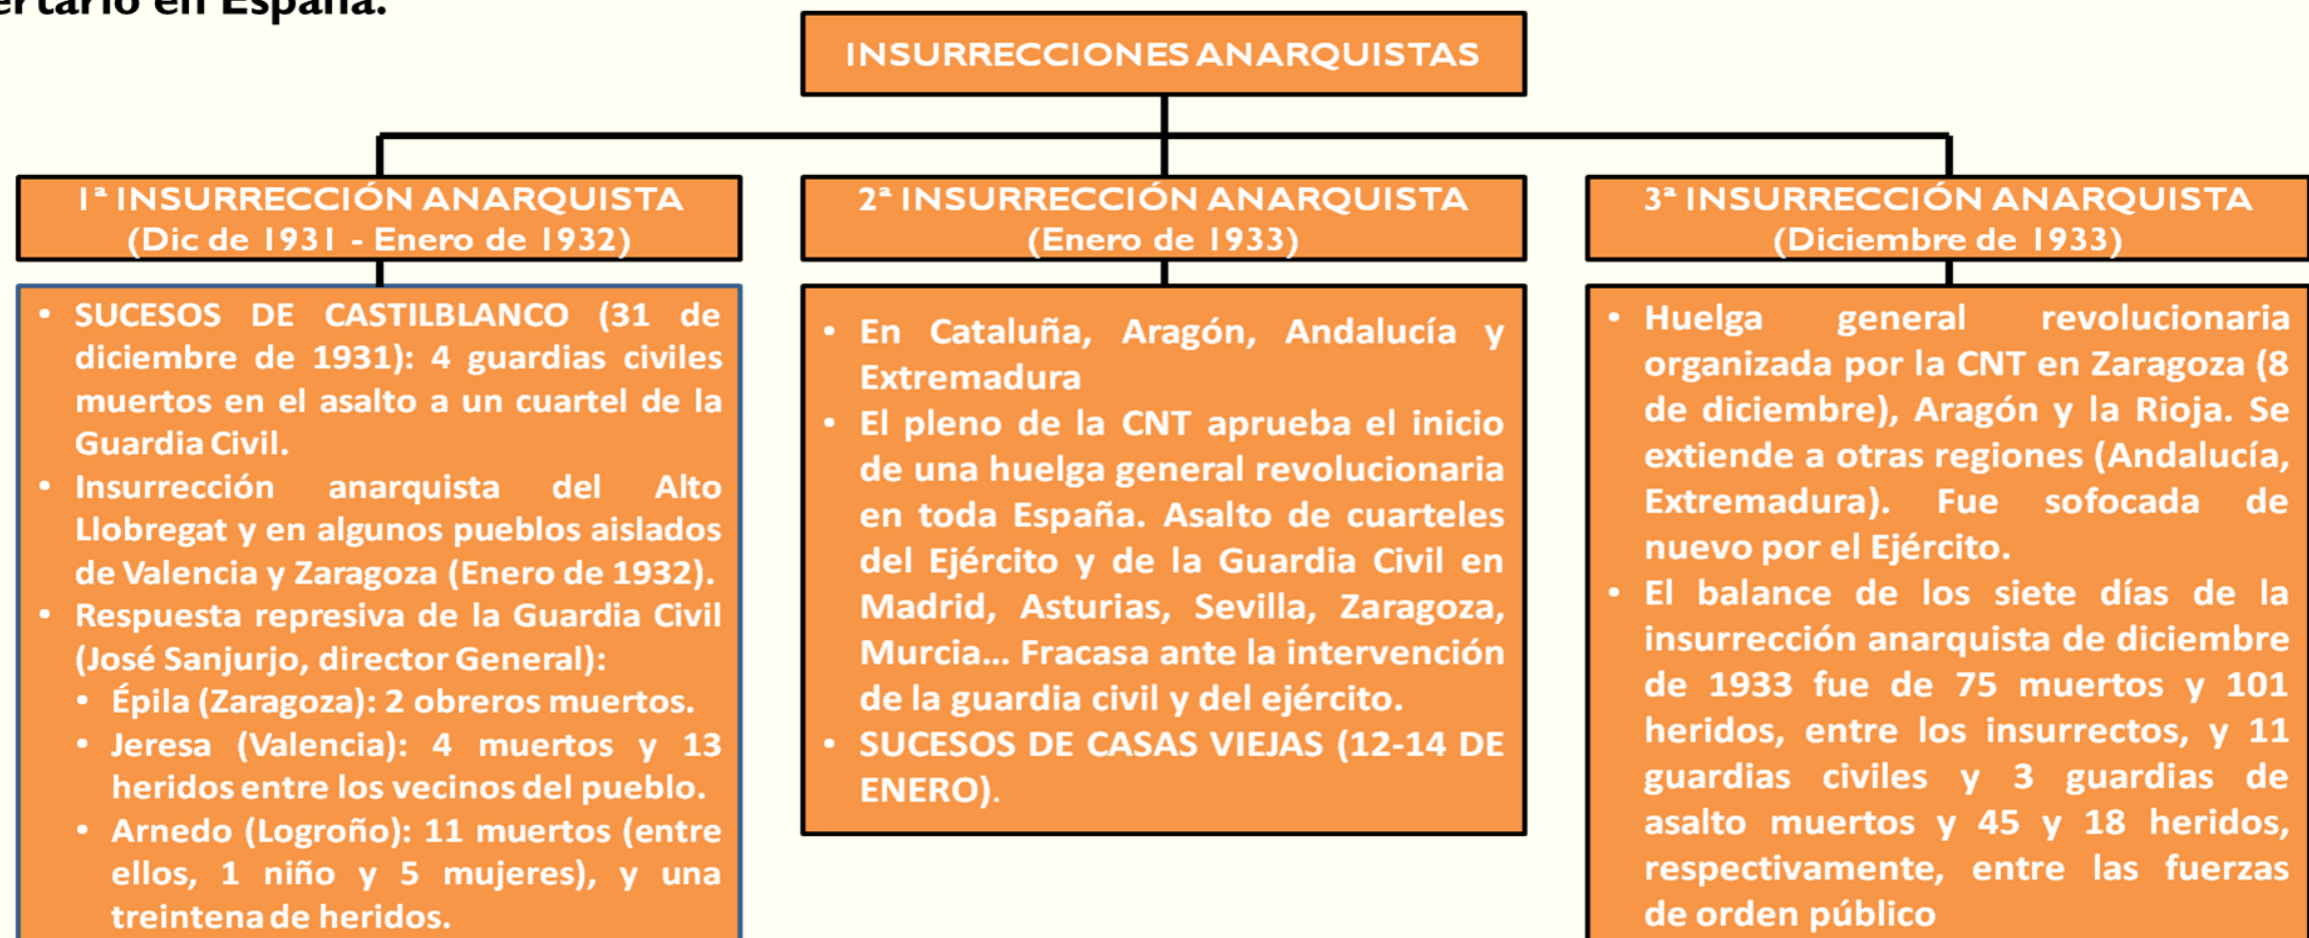 ertario en España.
INSURRECCIONES ANARQUISTAS
1ª INSURRECCIÓN ANARQUISTA
(Dic de 1931 - Enero de 1932)
• SUCESOS DE CASTILBLANCO (31 de
diciembre de 1931): 4 guardias civiles
muertos en el asalto a un cuartel de la
Guardia Civil.
• Insurrección anarquista del Alto
Llobregat y en algunos pueblos aislados
de Valencia y Zaragoza (Enero de 1932).
• Respuesta represiva de la Guardia Civil
(José Sanjurjo, director General):
• Épila (Zaragoza): 2 obreros muertos.
• Jeresa (Valencia): 4 muertos y 13
heridos entre los vecinos del pueblo.
• Arnedo (Logroño): 11 muertos (entre
ellos, 1 niño y 5 mujeres), y una
treintena de heridos.
2ª INSURRECCIÓN ANARQUISTA
(Enero de 1933)
• En Cataluña, Aragón, Andalucía y
Extremadura
• El pleno de la CNT aprueba el inicio
de una huelga general revolucionaria
en toda España. Asalto de cuarteles
del Ejército y de la Guardia Civil en
Madrid, Asturias, Sevilla, Zaragoza,
Murcia... Fracasa ante la intervención
de la guardia civil y del ejército.
• SUCESOS DE CASAS VIEJAS (12-14 DE
ENERO).
3ª INSURRECCIÓN ANARQUISTA
(Diciembre de 1933)
• Huelga general revolucionaria
organizada por la CNT en Zaragoza (8
de diciembre), Aragón y la Rioja. Se
extiende a otras regiones (Andalucía,
Extremadura). Fue sofocada de
nuevo por el Ejército.
• El balance de los siete días de la
insurrección anarquista de diciembre
de 1933 fue de 75 muertos y 101
heridos, entre los insurrectos, y 11
guardias civiles y 3 guardias de
asalto muertos y 45 y 18 heridos,
respectivamente, entre las fuerzas
de orden público